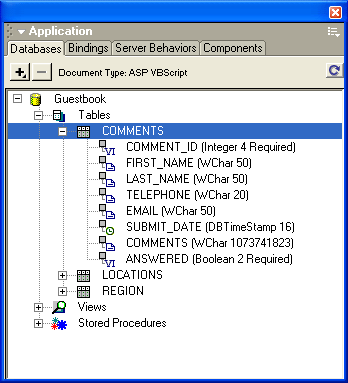 Application
Databases Bindings Server Behaviors Components
Document Type: ASP VBScript
Guestbook
Tables
COMMENTS
COMMENT_ID (Integer 4 Required)
FIRST_NAME (WChar 50)
LAST_NAME (WChar 50)
TELEPHONE (WChar 20)
EMAIL (WChar 50)
SUBMIT_DATE (DBTimeStamp 16)
COMMENTS (WChar 1073741823)
ANSWERED (Boolean 2 Required)
LOCATIONS
REGION
Views
Stored Procedures